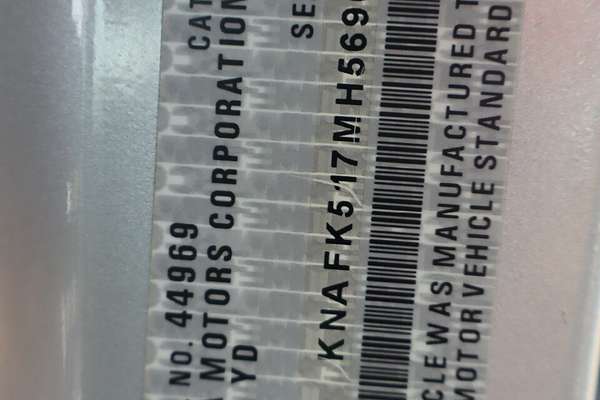 NO. 44969 CAT
MOTORS CORPORATION
YD SE
KNAFK517MH569
CLE WAS MANUFACTURED T
MOTOR VEHICLE STANDARD